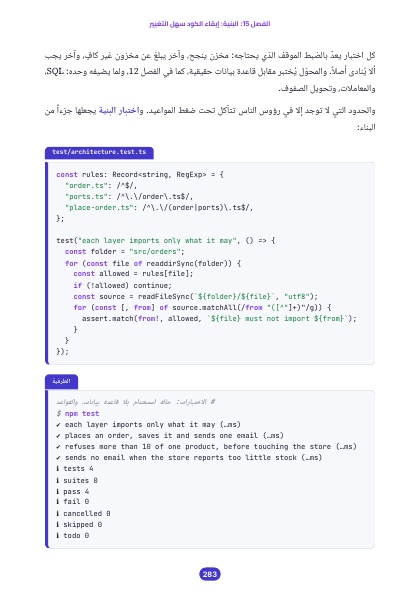 الفصل 15: البنية: إبقاء الكود سهل التغيير
كل اختبار يعدّ بالضبط الموقف الذي يحتاجه: مخزن ينجح، وآخر يبلغ عن مخزون غير كافٍ، وآخر يجب
ألا يُنادى أصلاً. والمحوّل يُختبر مقابل قاعدة بيانات حقيقية، كما في الفصل 12، ولما يضيفه وحده: SQL،
والمعاملات، وتحويل الصفوف.
والحدود التي لا توجد إلا في رؤوس الناس تتآكل تحت ضغط المواعيد. واختبار البنية يجعلها جزءاً من
البناء:
test/architecture.test.ts
const rules: Record<string, RegExp> = {
  "order.ts": /^$/,
  "ports.ts": /^\.\/order\.ts$/,
  "place-order.ts": /^\.\/(order|ports)\.ts$/,
};
test("each layer imports only what it may", () => {
  const folder = "src/orders";
  for (const file of readdirSync(folder)) {
    const allowed = rules[file];
    if (!allowed) continue;
    const source = readFileSync(`${folder}/${file}`, "utf8");
    for (const [, from] of source.matchAll(/from "([^"]+)"/g)) {
      assert.match(from!, allowed, `${file} must not import ${from}`);
    }
  }
});
الطرفية
# الاختبارات: حالة استخدام بلا قاعدة بيانات، والقواعد
$ npm test
✔ each layer imports only what it may (…ms)
✔ places an order, saves it and sends one email (…ms)
✔ refuses more than 10 of one product, before touching the store (…ms)
✔ sends no email when the store reports too little stock (…ms)
ℹ tests 4
ℹ suites 0
ℹ pass 4
ℹ fail 0
ℹ cancelled 0
ℹ skipped 0
ℹ todo 0
283